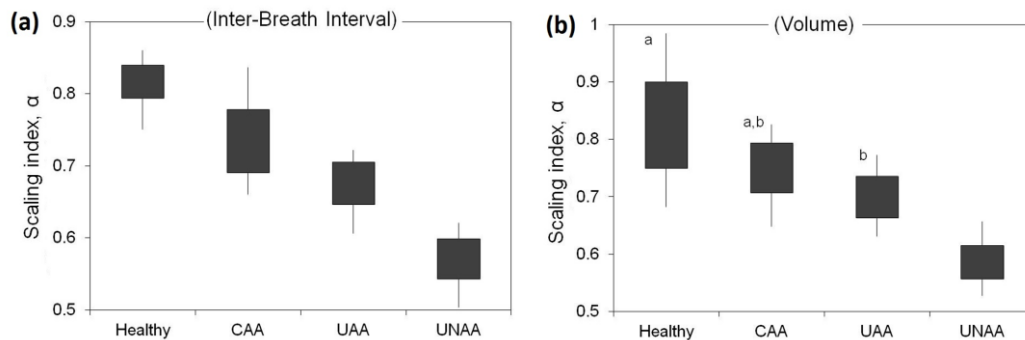 (a)
(Inter-Breath Interval)
Scaling index, α
0.9
0.8
0.7
0.6
0.5
Healthy CAA UAA UNAA
(b)
(Volume)
Scaling index, α
1
0.9
0.8
0.7
0.6
0.5
a
a,b
b
Healthy CAA UAA UNAA